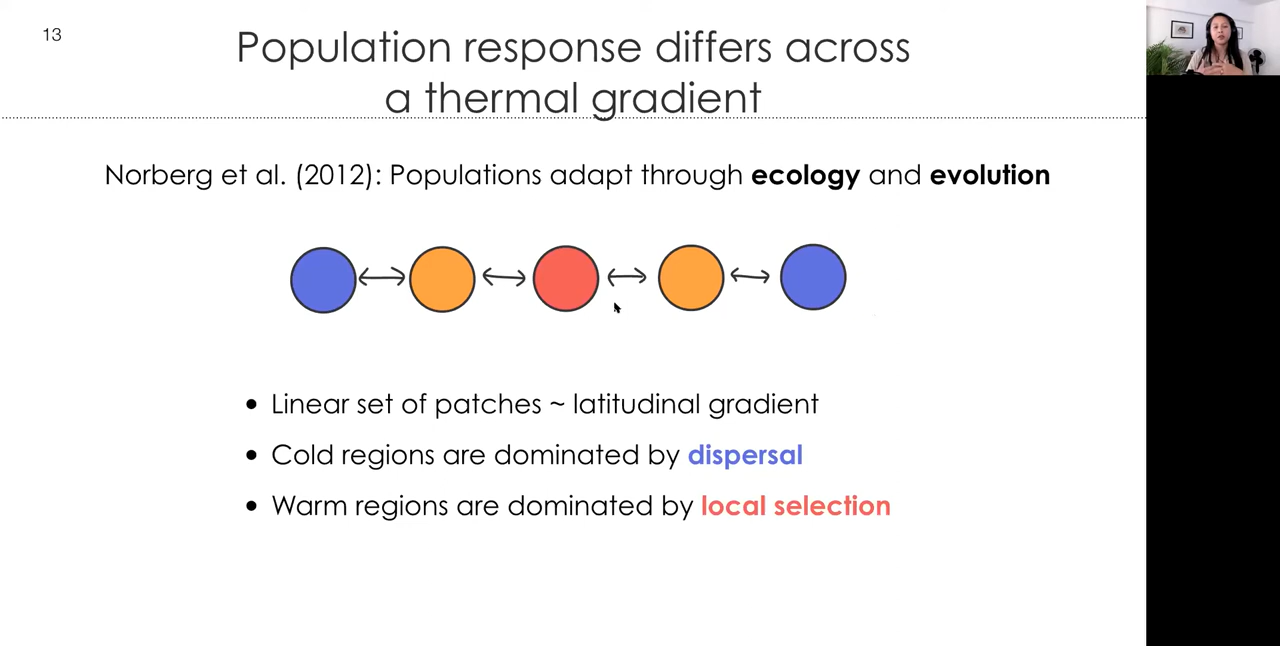 13
Population response differs across
a thermal gradient
Norberg et al. (2012): Populations adapt through ecology and evolution
• Linear set of patches ~ latitudinal gradient
• Cold regions are dominated by dispersal
• Warm regions are dominated by local selection